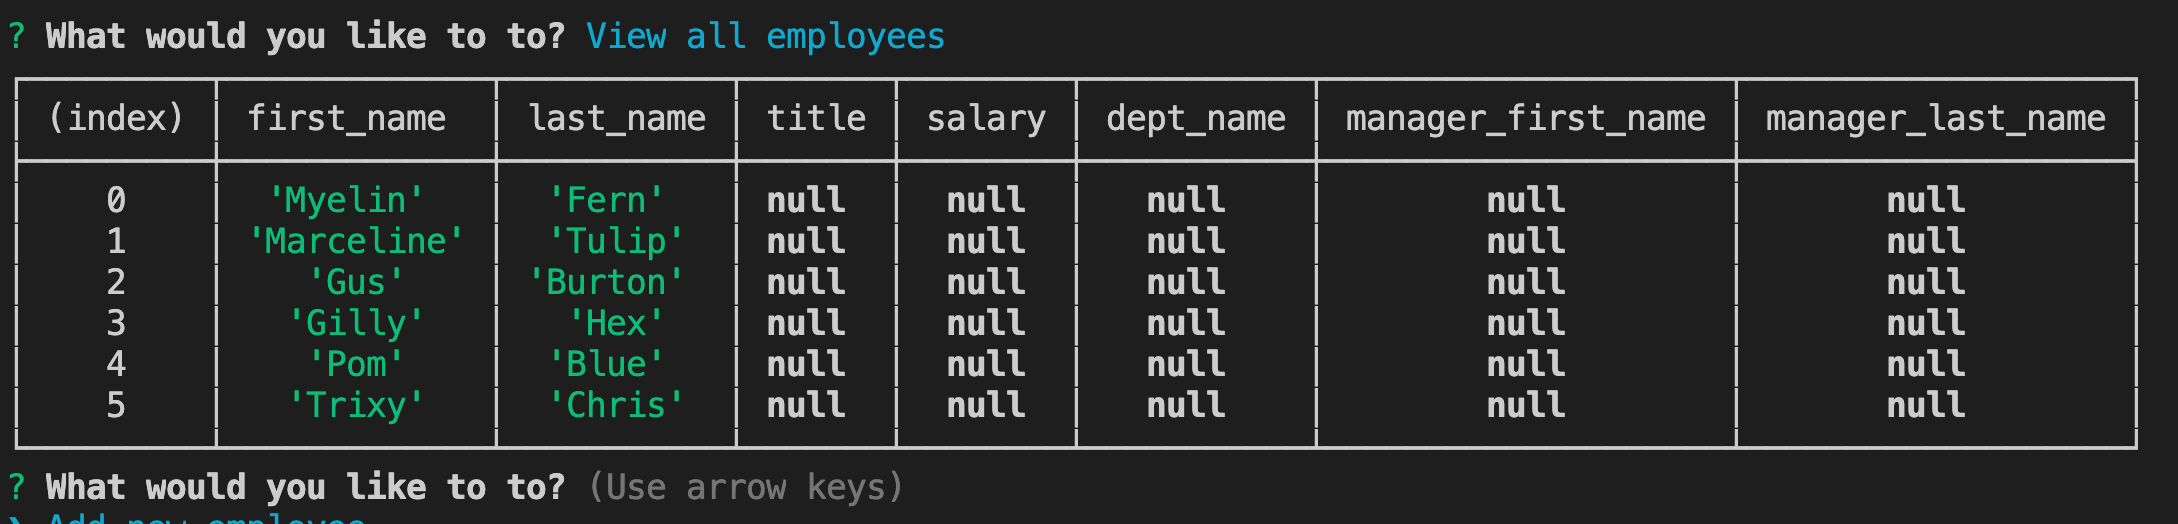 ? What would you like to to? View all employees
(index) first_name last_name title salary dept_name manager_first_name manager_last_name
0 'Myelin' 'Fern' null null null null null
1 'Marceline' 'Tulip' null null null null null
2 'Gus' 'Burton' null null null null null
3 'Gilly' 'Hex' null null null null null
4 'Pom' 'Blue' null null null null null
5 'Trixy' 'Chris' null null null null null
? What would you like to to? (Use arrow keys)
❯ Add new employee